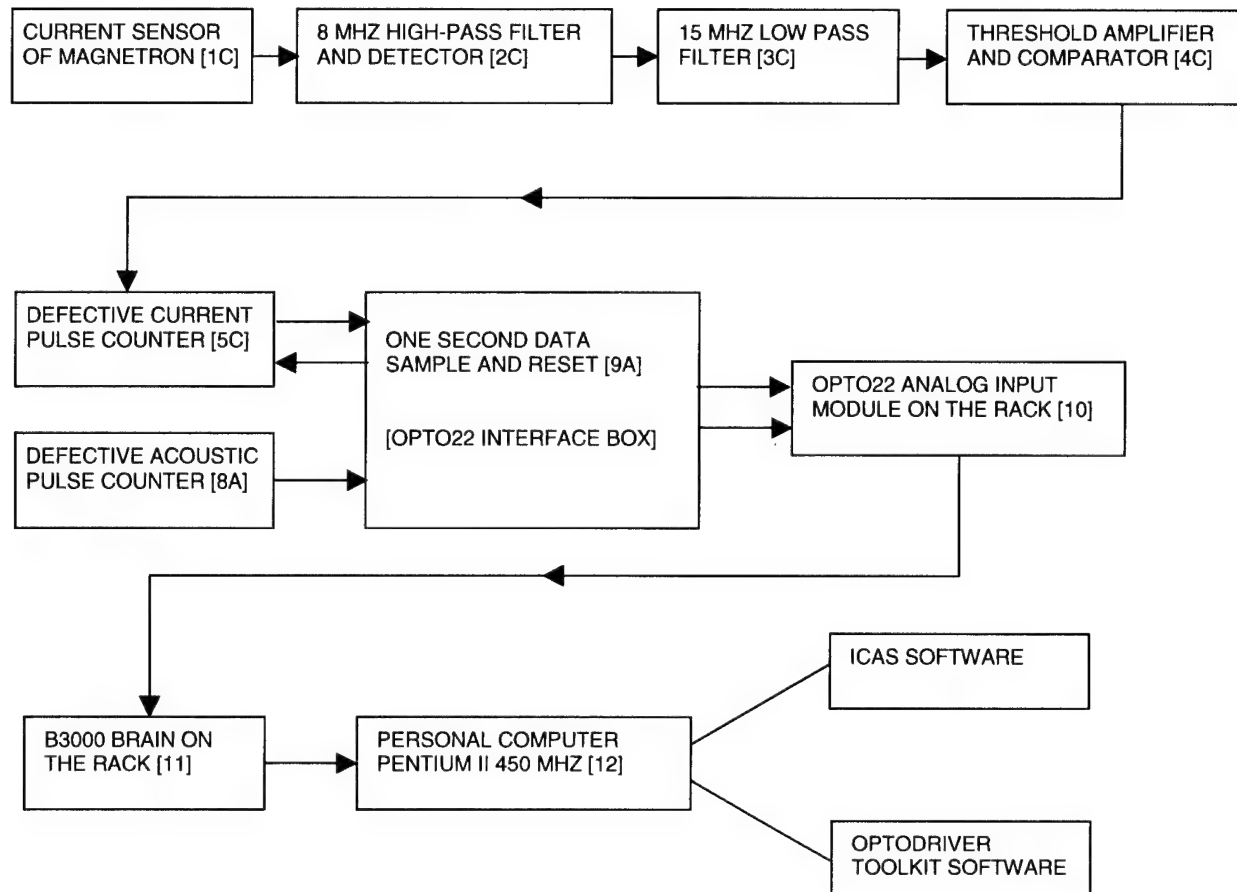 CURRENT SENSOR
OF MAGNETRON [1C]
8 MHZ HIGH-PASS FILTER
AND DETECTOR [2C]
15 MHZ LOW PASS
FILTER [3C]
THRESHOLD AMPLIFIER
AND COMPARATOR [4C]
DEFECTIVE CURRENT
PULSE COUNTER [5C]
ONE SECOND DATA
SAMPLE AND RESET [9A]
[OPTO22 INTERFACE BOX]
OPTO22 ANALOG INPUT
MODULE ON THE RACK [10]
DEFECTIVE ACOUSTIC
PULSE COUNTER [8A]
ICAS SOFTWARE
B3000 BRAIN ON
THE RACK [11]
PERSONAL COMPUTER
PENTIUM II 450 MHZ [12]
OPTODRIVER
TOOLKIT SOFTWARE